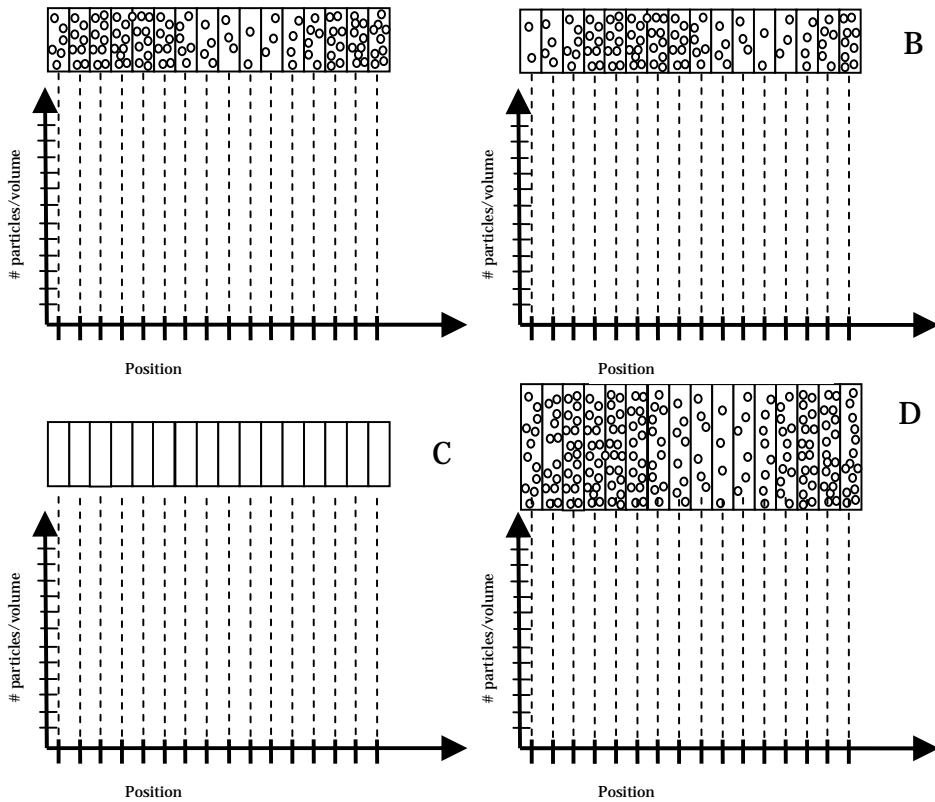 B
# particles/volume
# particles/volume
Position
Position
C
D
# particles/volume
# particles/volume
Position
Position